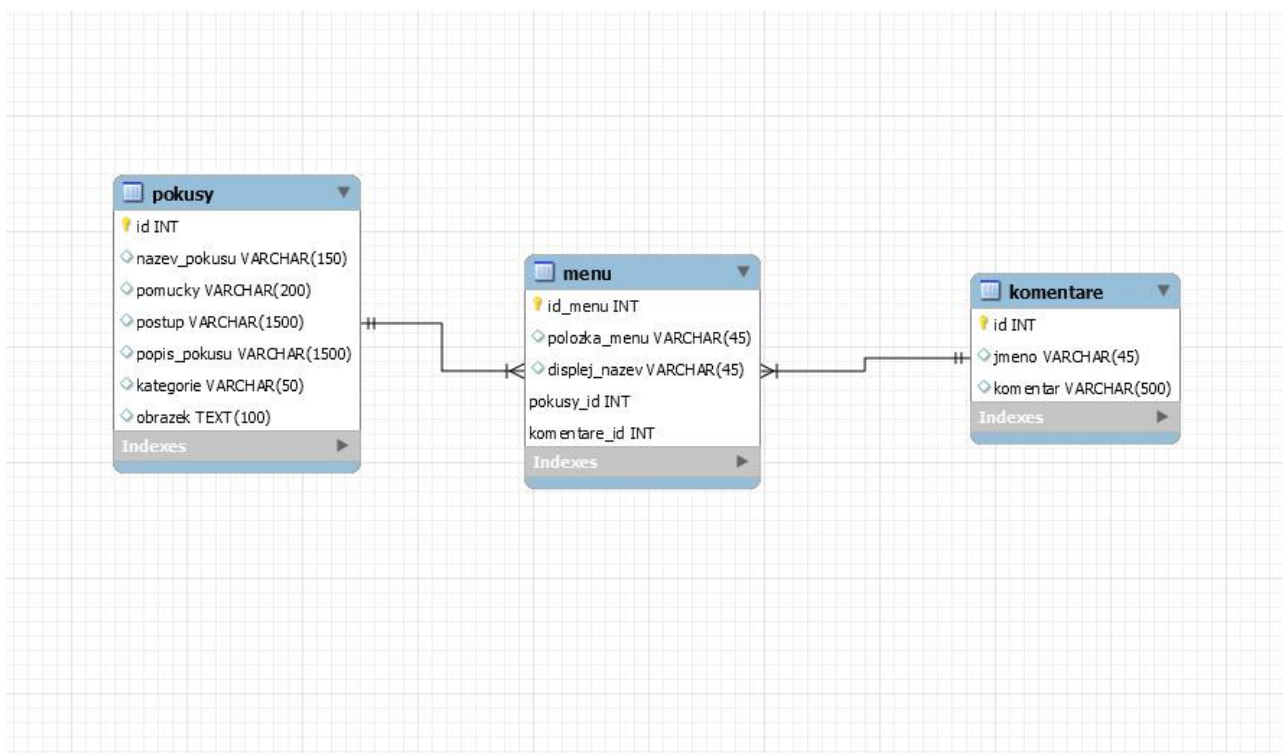 pokusy
id INT
nazev_pokusu VARCHAR(150)
pomucky VARCHAR(200)
postup VARCHAR(1500)
popis_pokusu VARCHAR(1500)
kategorie VARCHAR(50)
obrazek TEXT(100)
Indexes
menu
id_menu INT
polozka_menu VARCHAR(45)
displej_nazev VARCHAR(45)
pokusy_id INT
komentare_id INT
Indexes
komentare
id INT
jmeno VARCHAR(45)
komentar VARCHAR(500)
Indexes